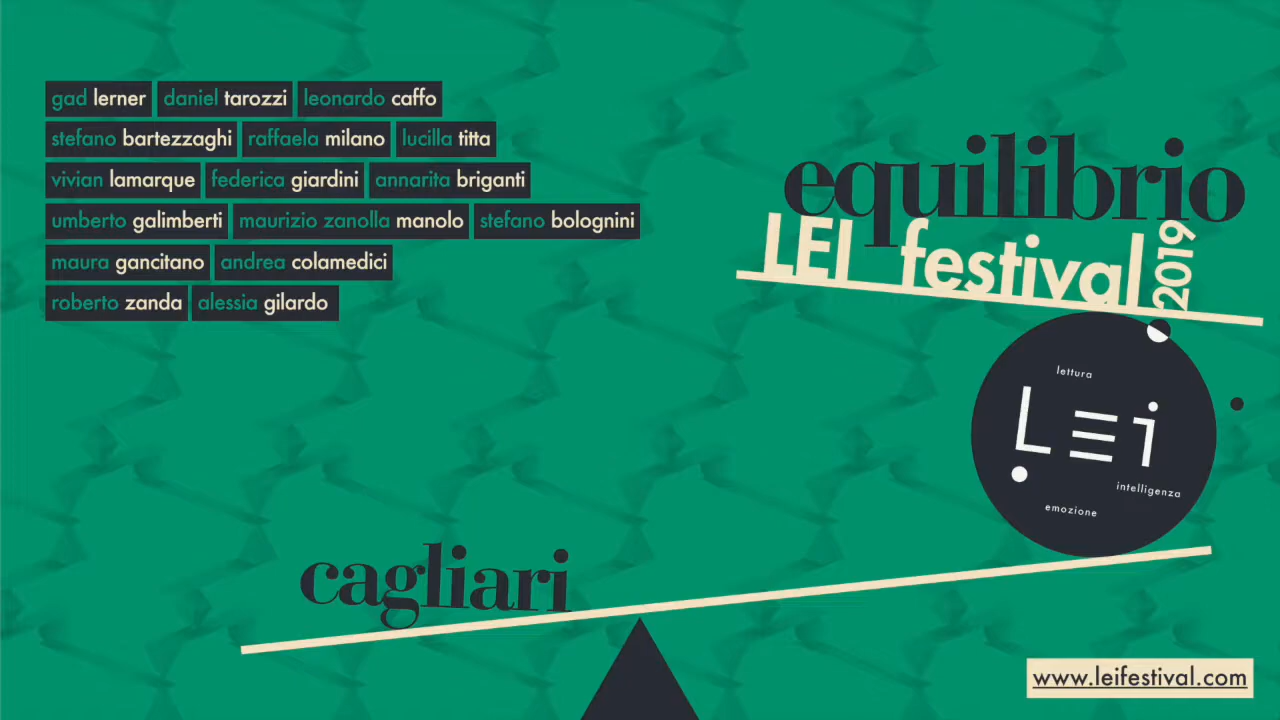 gad lerner daniel tarozzi leonardo caffo
stefano bartezzaghi raffaela milano lucilla titta
vivian lamarque federica giardini annarita briganti
umberto galimberti maurizio zanolla manolo stefano bolognini
maura gancitano andrea colamedici
roberto zanda alessia gilardo
equilibrio
LEI festival 2019
lettura
LEi
intelligenza
emozione
cagliari
www.leifestival.com